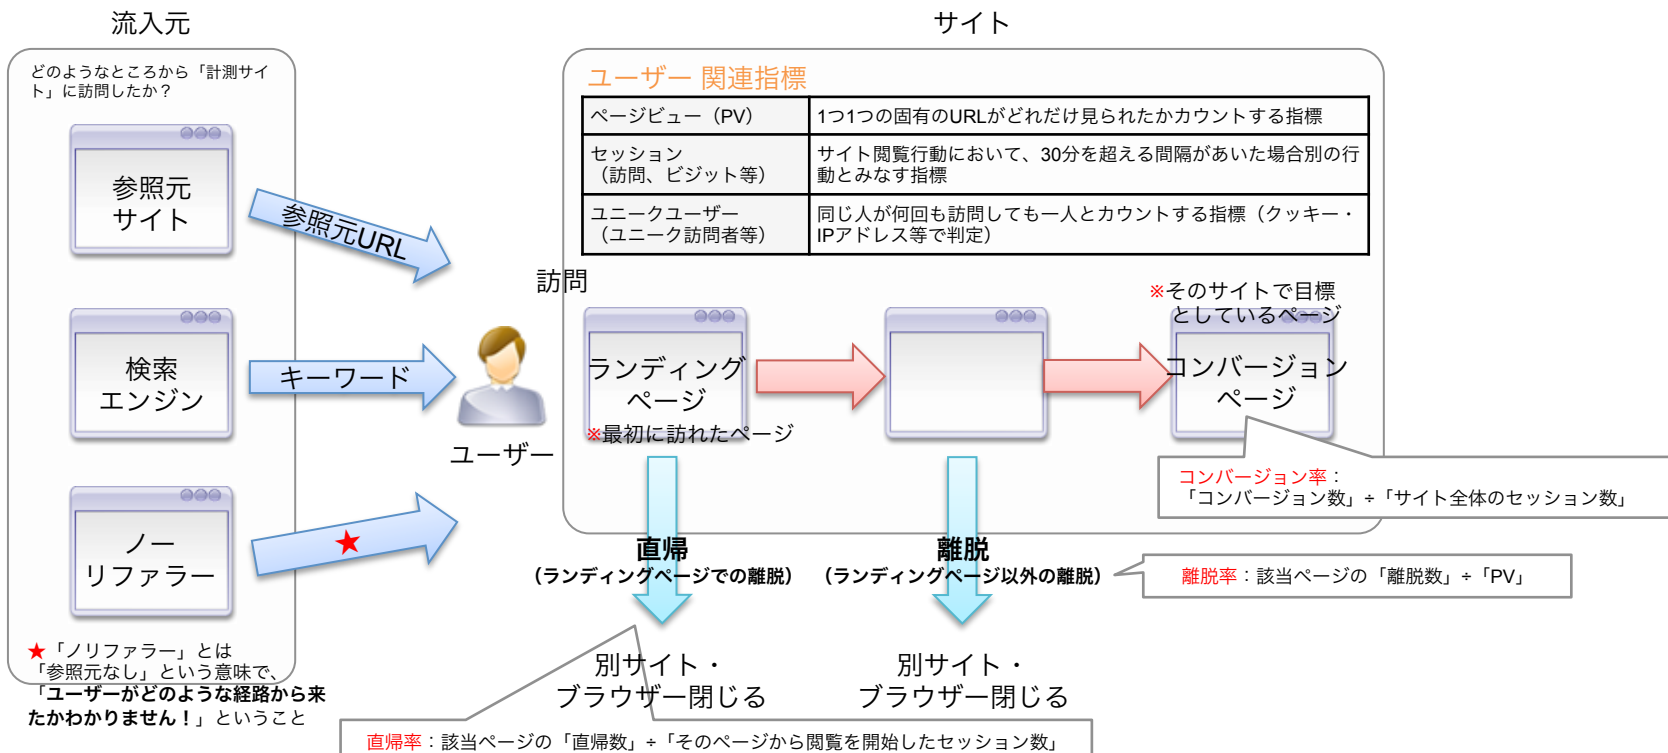 流入元
どのようなところから「計測サイ
ト」に訪問したか？
参照元
サイト
検索
エンジン
ノー
リファラー
★「ノリファラー」とは
「参照元なし」という意味で、
「ユーザーがどのような経路から来
たかわかりません！」ということ
参照元URL
キーワード
★
訪問
ユーザー
サイト
ユーザー 関連指標
ページビュー（PV）
1つ1つの固有のURLがどれだけ見られたかカウントする指標
セッション
（訪問、ビジット等）
サイト閲覧行動において、30分を超える間隔があいた場合別の行
動とみなす指標
ユニークユーザー
（ユニーク訪問者等）
同じ人が何回も訪問しても一人とカウントする指標（クッキー・
IPアドレス等で判定）
ランディング
ページ
※最初に訪れたページ
※そのサイトで目標
としているページ
コンバージョン
ページ
コンバージョン率：
「コンバージョン数」÷「サイト全体のセッション数」
直帰
（ランディングページでの離脱）
離脱
（ランディングページ以外の離脱）
離脱率：該当ページの「離脱数」÷「PV」
別サイト・
ブラウザー閉じる
別サイト・
ブラウザー閉じる
直帰率：該当ページの「直帰数」÷「そのページから閲覧を開始したセッション数」